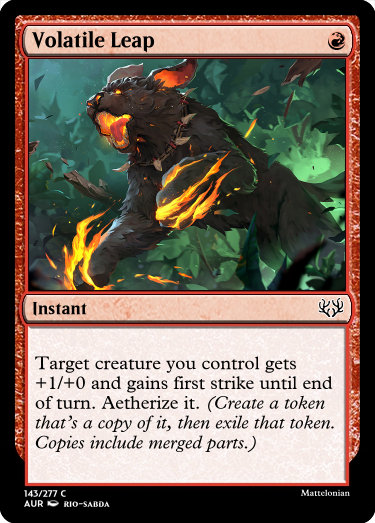 Volatile Leap
Instant
Target creature you control gets
+1/+0 and gains first strike until end
of turn. Aetherize it. (Create a token
that's a copy of it, then exile that token.
Copies include merged parts.)
143/277 C
Mattelonian
AUR RIO-SABDA